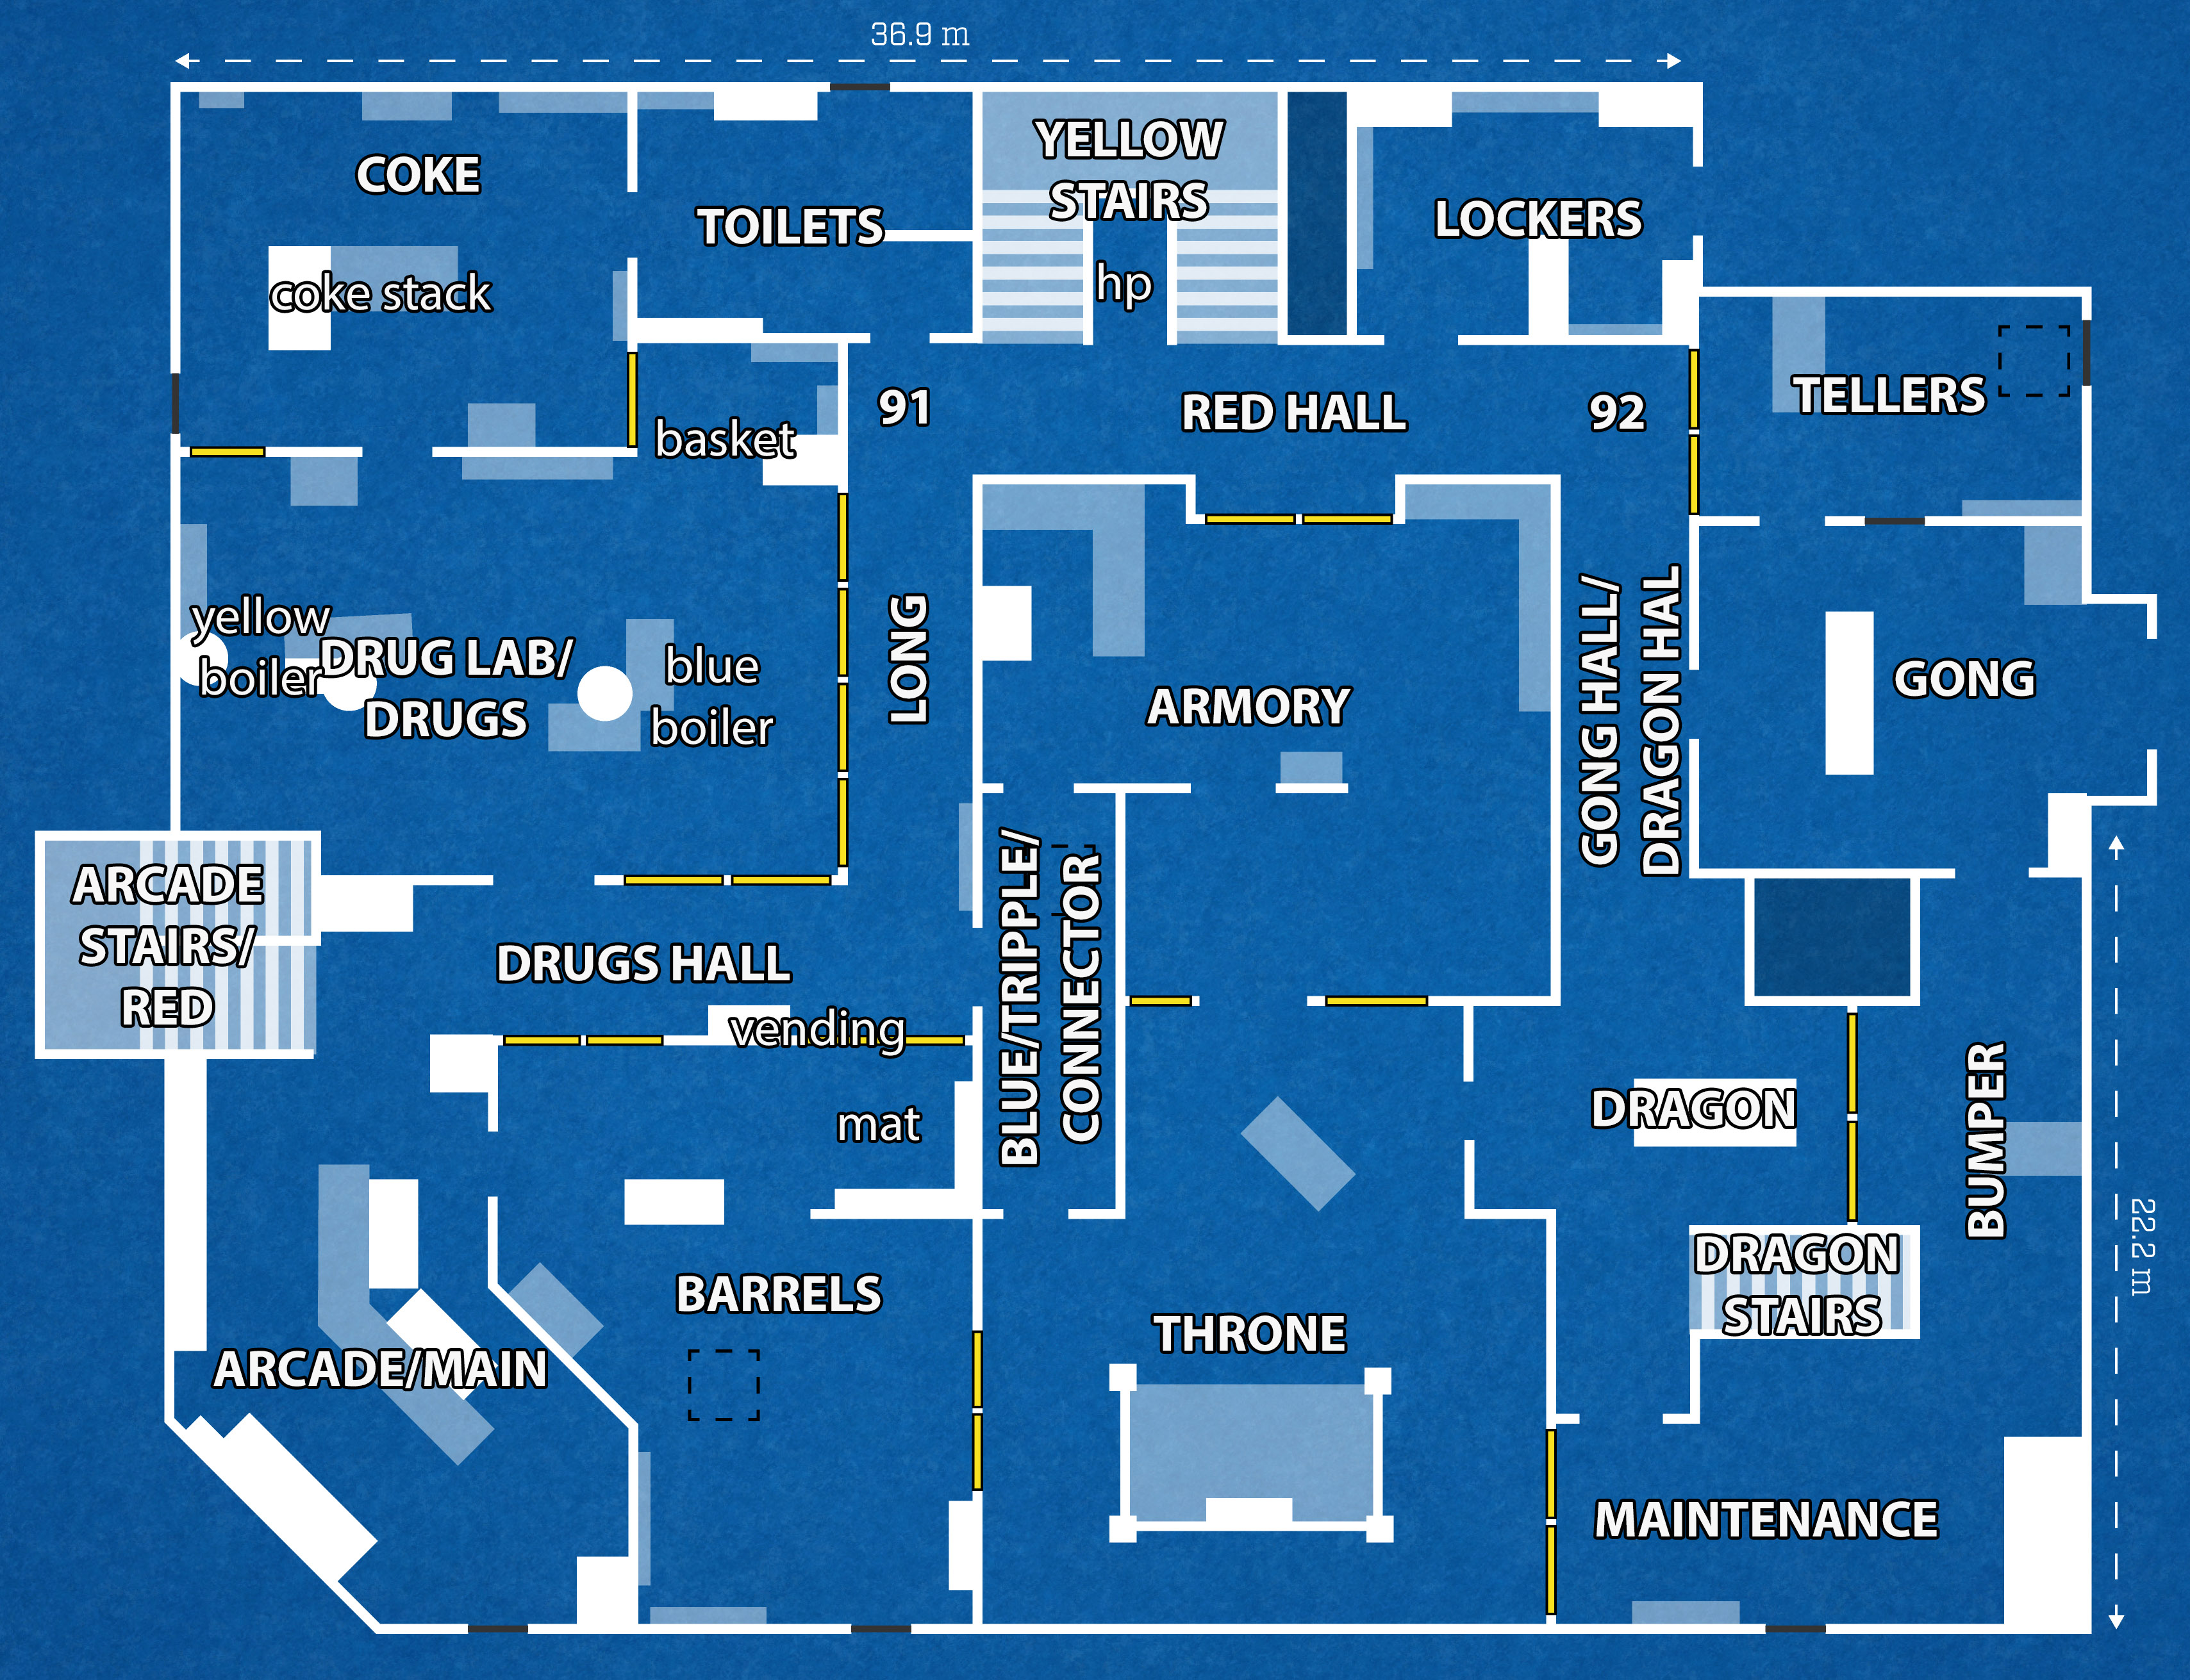 36.9 m
COKE
coke stack
TOILETS
YELLOW
STAIRS
hp
LOCKERS
TELLERS
basket
91
RED HALL
92
yellow
boiler
DRUG LAB/
DRUGS
blue
boiler
LONG
ARMORY
GONG HALL/
DRAGON HAL
GONG
ARCADE
STAIRS/
RED
DRUGS HALL
vending
mat
BLUE/TRIPPLE/
CONNECTOR
DRAGON
BUMPER
22.2 m
DRAGON
STAIRS
BARRELS
THRONE
ARCADE/MAIN
MAINTENANCE